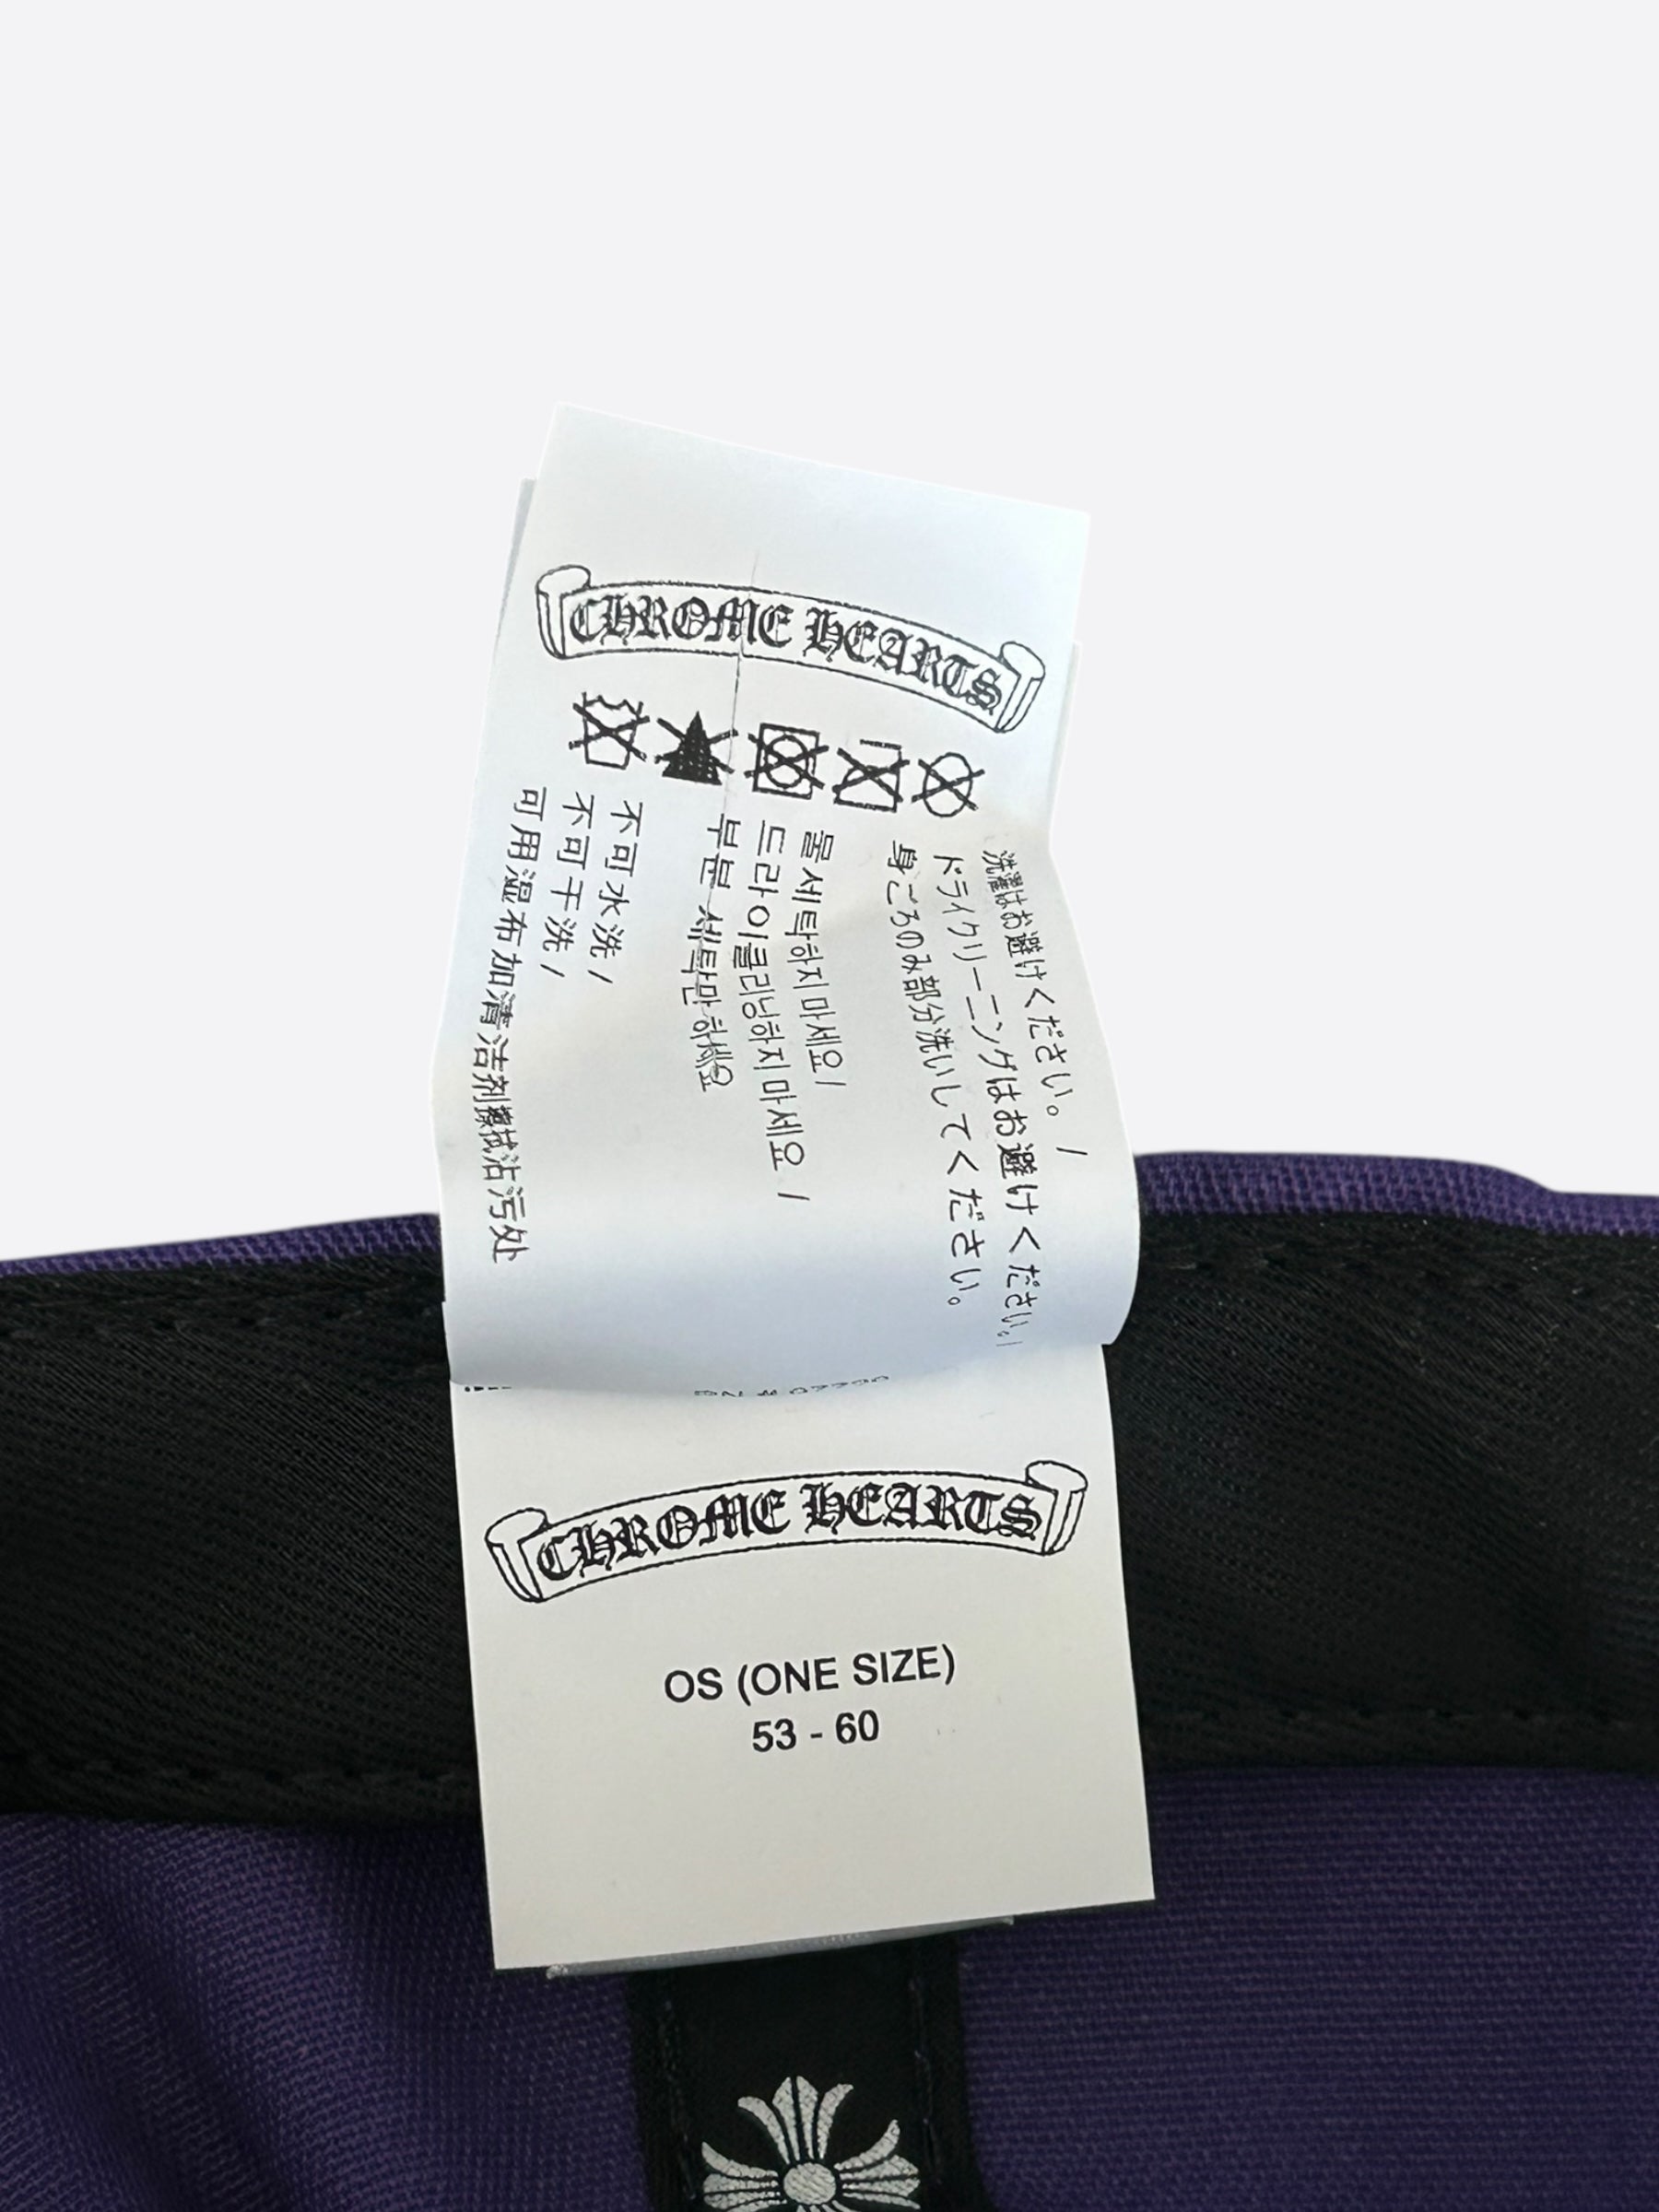 CHROME HEARTS
洗濯はお避けください。/
ドライクリーニングはお避けください。/
身ごろのみ部分洗いしてください。
물세탁하지마세요/
드라이클리닝하지마세요 /
부분 세탁만하세요
不可水洗 /
不可干洗 /
可用湿布加清洁剂擦拭沾污处
CHROME HEARTS
OS (ONE SIZE)
53 - 60